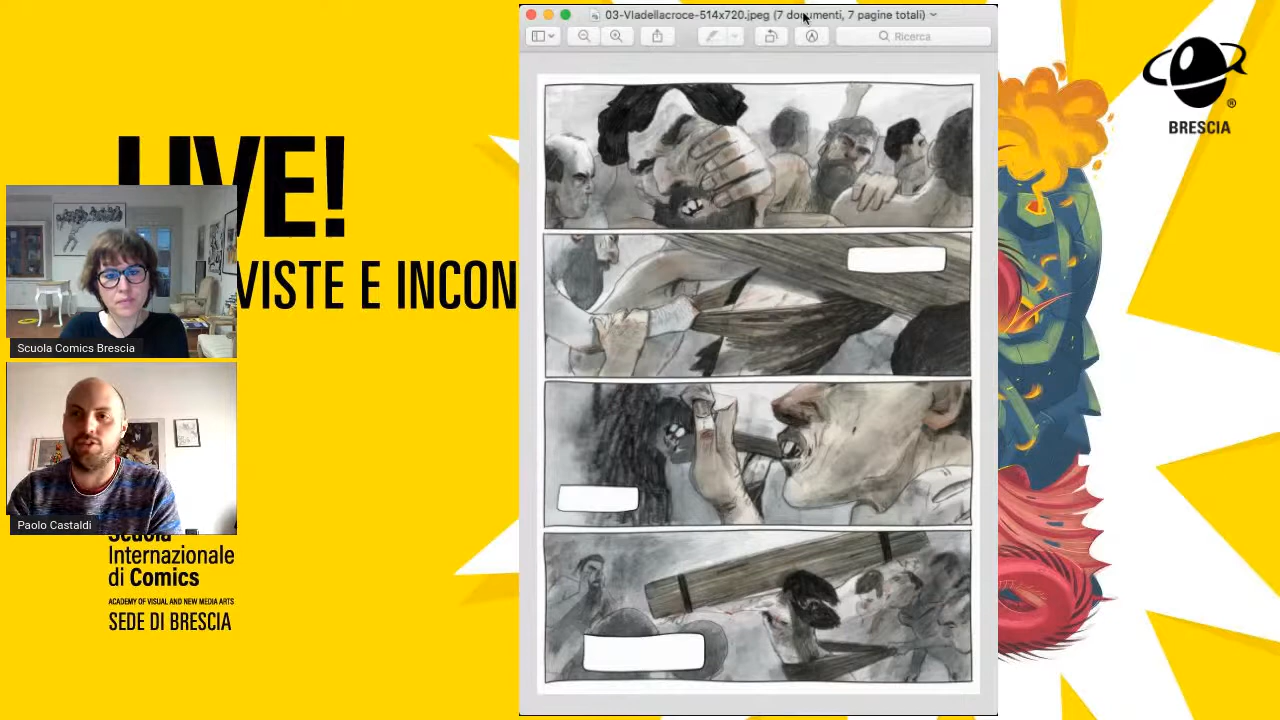 03-VIadellacroce-514x720.jpeg (7 documenti, 7 pagine totali)
Ricerca
BRESCIA
LIVE!
VISTE E INCON
Scuola Comics Brescia
Paolo Castaldi
Scuola
Internazionale
di Comics
ACADEMY OF VISUAL AND NEW MEDIA ARTS
SEDE DI BRESCIA